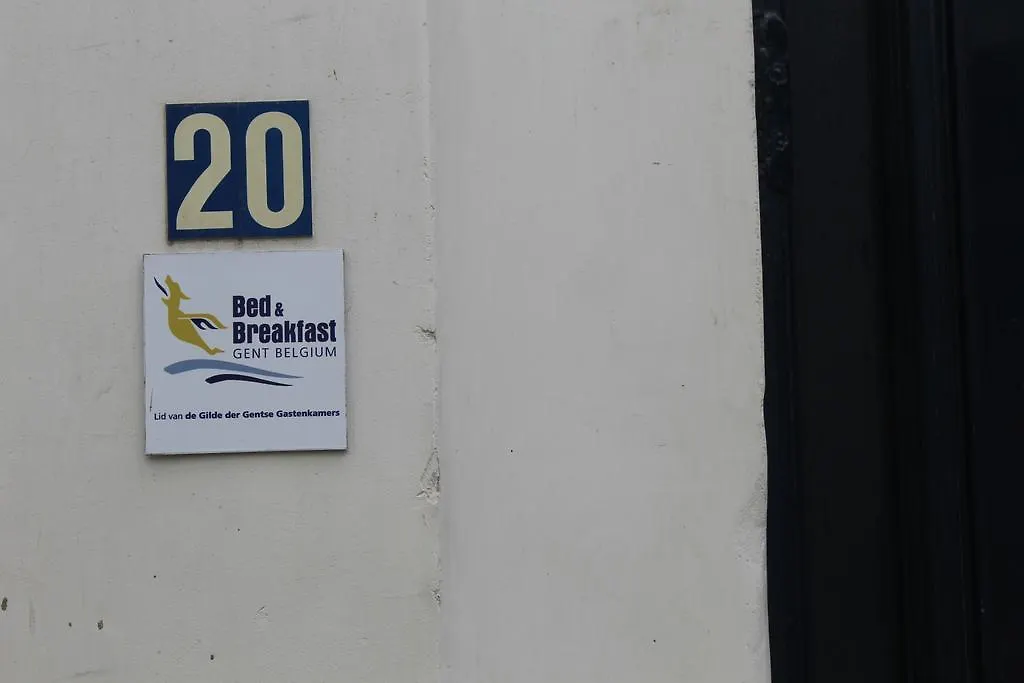 20
Bed &
Breakfast
GENT BELGIUM
Lid van de Gilde der Gentse Gastenkamers